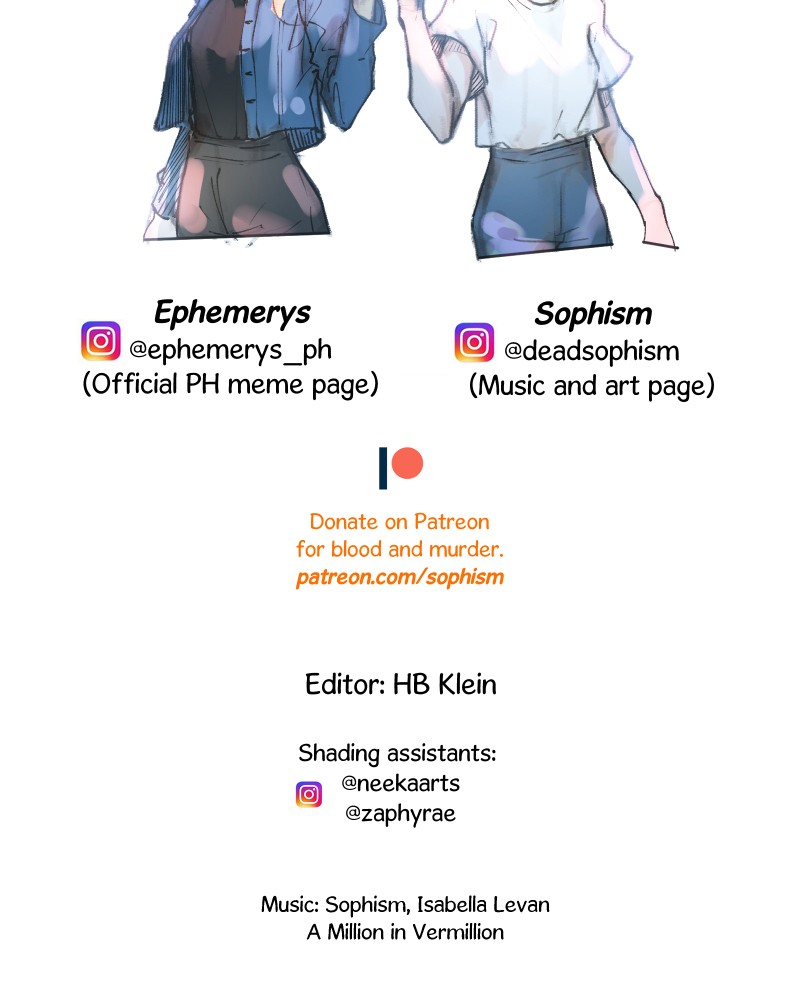 Ephemerys
@ephemerys_ph
(Official PH meme page)
Sophism
@deadsophism
(Music and art page)
Donate on Patreon
for blood and murder.
patreon.com/sophism
Editor: HB Klein
Shading assistants:
@neekaarts
@zaphyrae
Music: Sophism, Isabella Levan
A Million in Vermillion